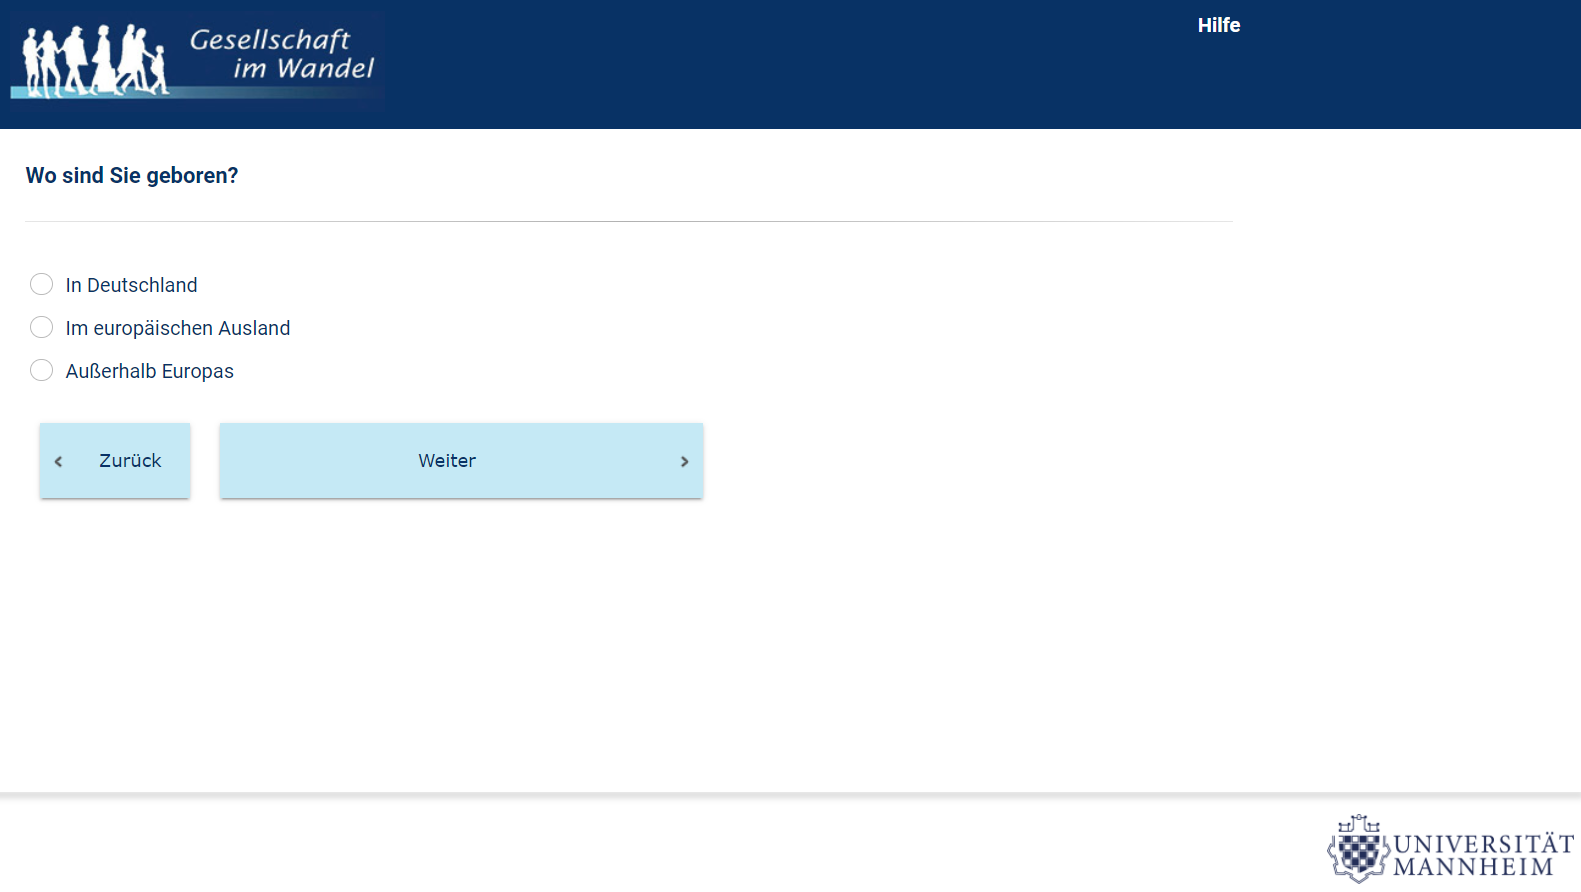 Gesellschaft
im Wandel
Hilfe
Wo sind Sie geboren?
In Deutschland
Im europäischen Ausland
Außerhalb Europas
Zurück
Weiter
UNIVERSITÄT
MANNHEIM